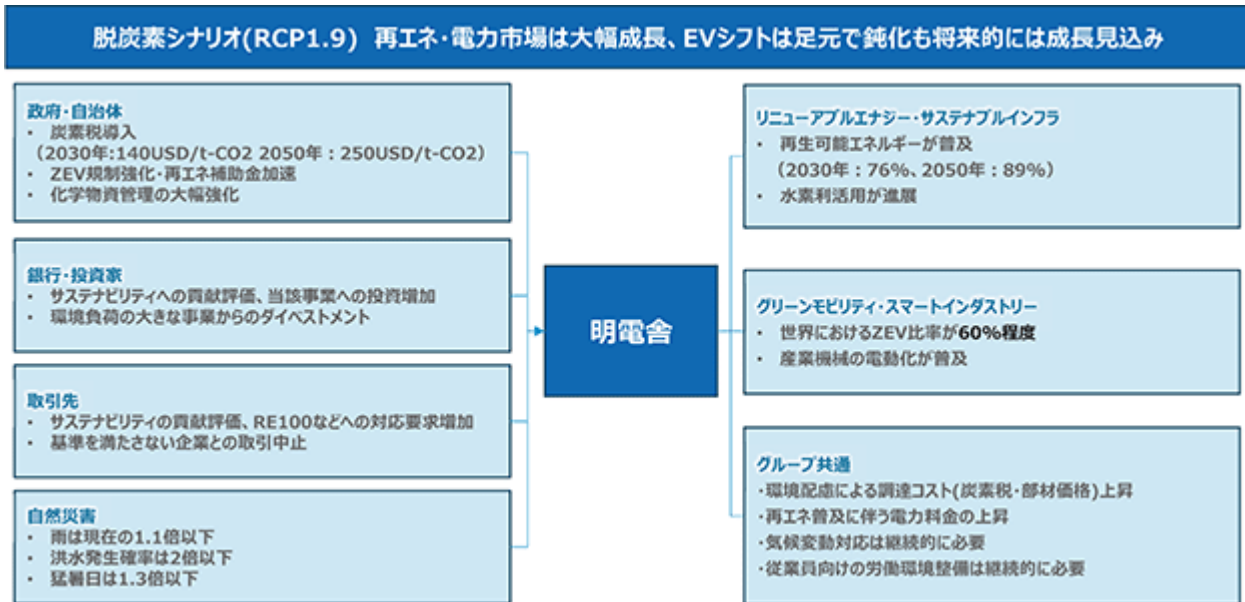 脱炭素シナリオ(RCP1.9) 再エネ・電力市場は大幅成長、EVシフトは足元で鈍化も将来的には成長見込み
政府・自治体
• 炭素税導入
（2030年:140USD/t-CO2 2050年：250USD/t-CO2）
• ZEV規制強化・再エネ補助金加速
• 化学物資管理の大幅強化
銀行・投資家
• サステナビリティへの貢献評価、当該事業への投資増加
• 環境負荷の大きな事業からのダイベストメント
取引先
• サステナビリティの貢献評価、RE100などへの対応要求増加
• 基準を満たさない企業との取引中止
自然災害
• 雨は現在の1.1倍以下
• 洪水発生確率は2倍以下
• 猛暑日は1.3倍以下
明電舎
リニューアブルエナジー・サステナブルインフラ
• 再生可能エネルギーが普及
（2030年：76%、2050年：89%）
• 水素利活用が進展
グリーンモビリティ・スマートインダストリー
• 世界におけるZEV比率が60%程度
• 産業機械の電動化が普及
グループ共通
・環境配慮による調達コスト(炭素税・部材価格)上昇
・再エネ普及に伴う電力料金の上昇
・気候変動対応は継続的に必要
・従業員向けの労働環境整備は継続的に必要